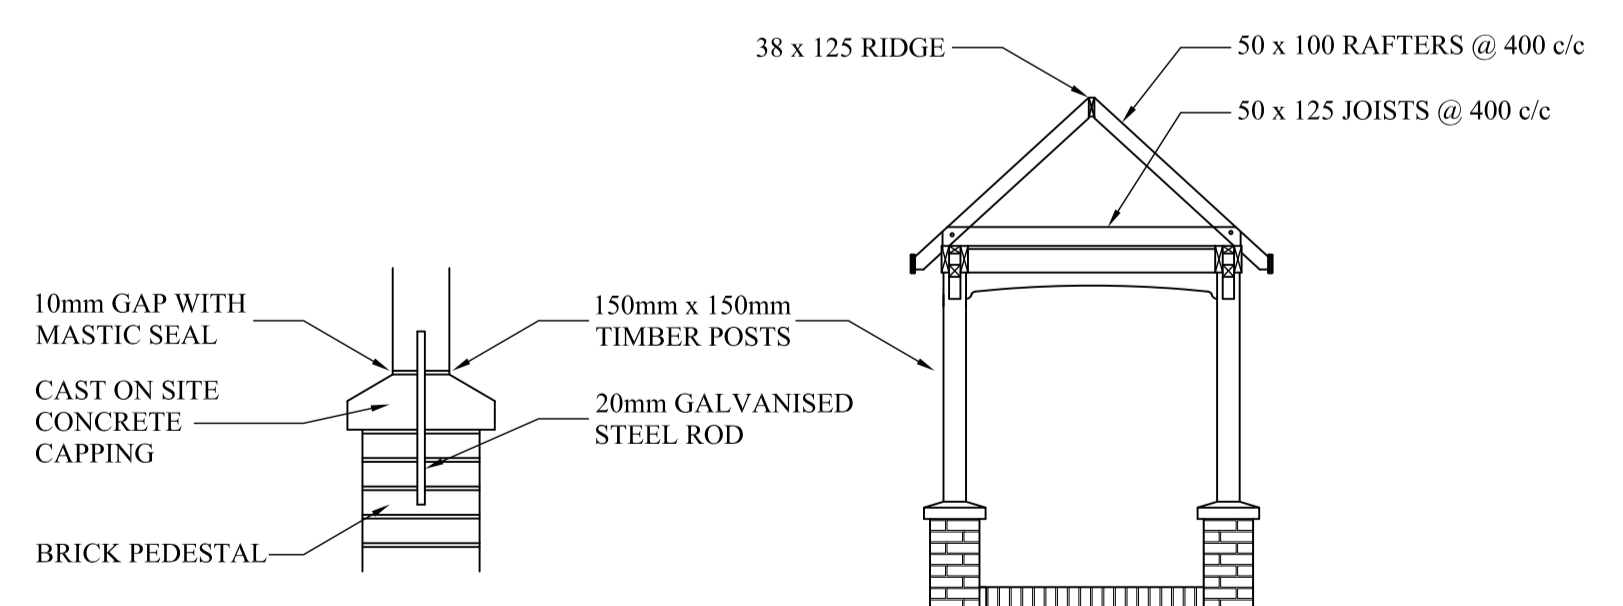 38 x 125 RIDGE
50 x 100 RAFTERS @ 400 c/c
50 x 125 JOISTS @ 400 c/c
10mm GAP WITH
MASTIC SEAL
150mm x 150mm
TIMBER POSTS
CAST ON SITE
CONCRETE
CAPPING
20mm GALVANISED
STEEL ROD
BRICK PEDESTAL